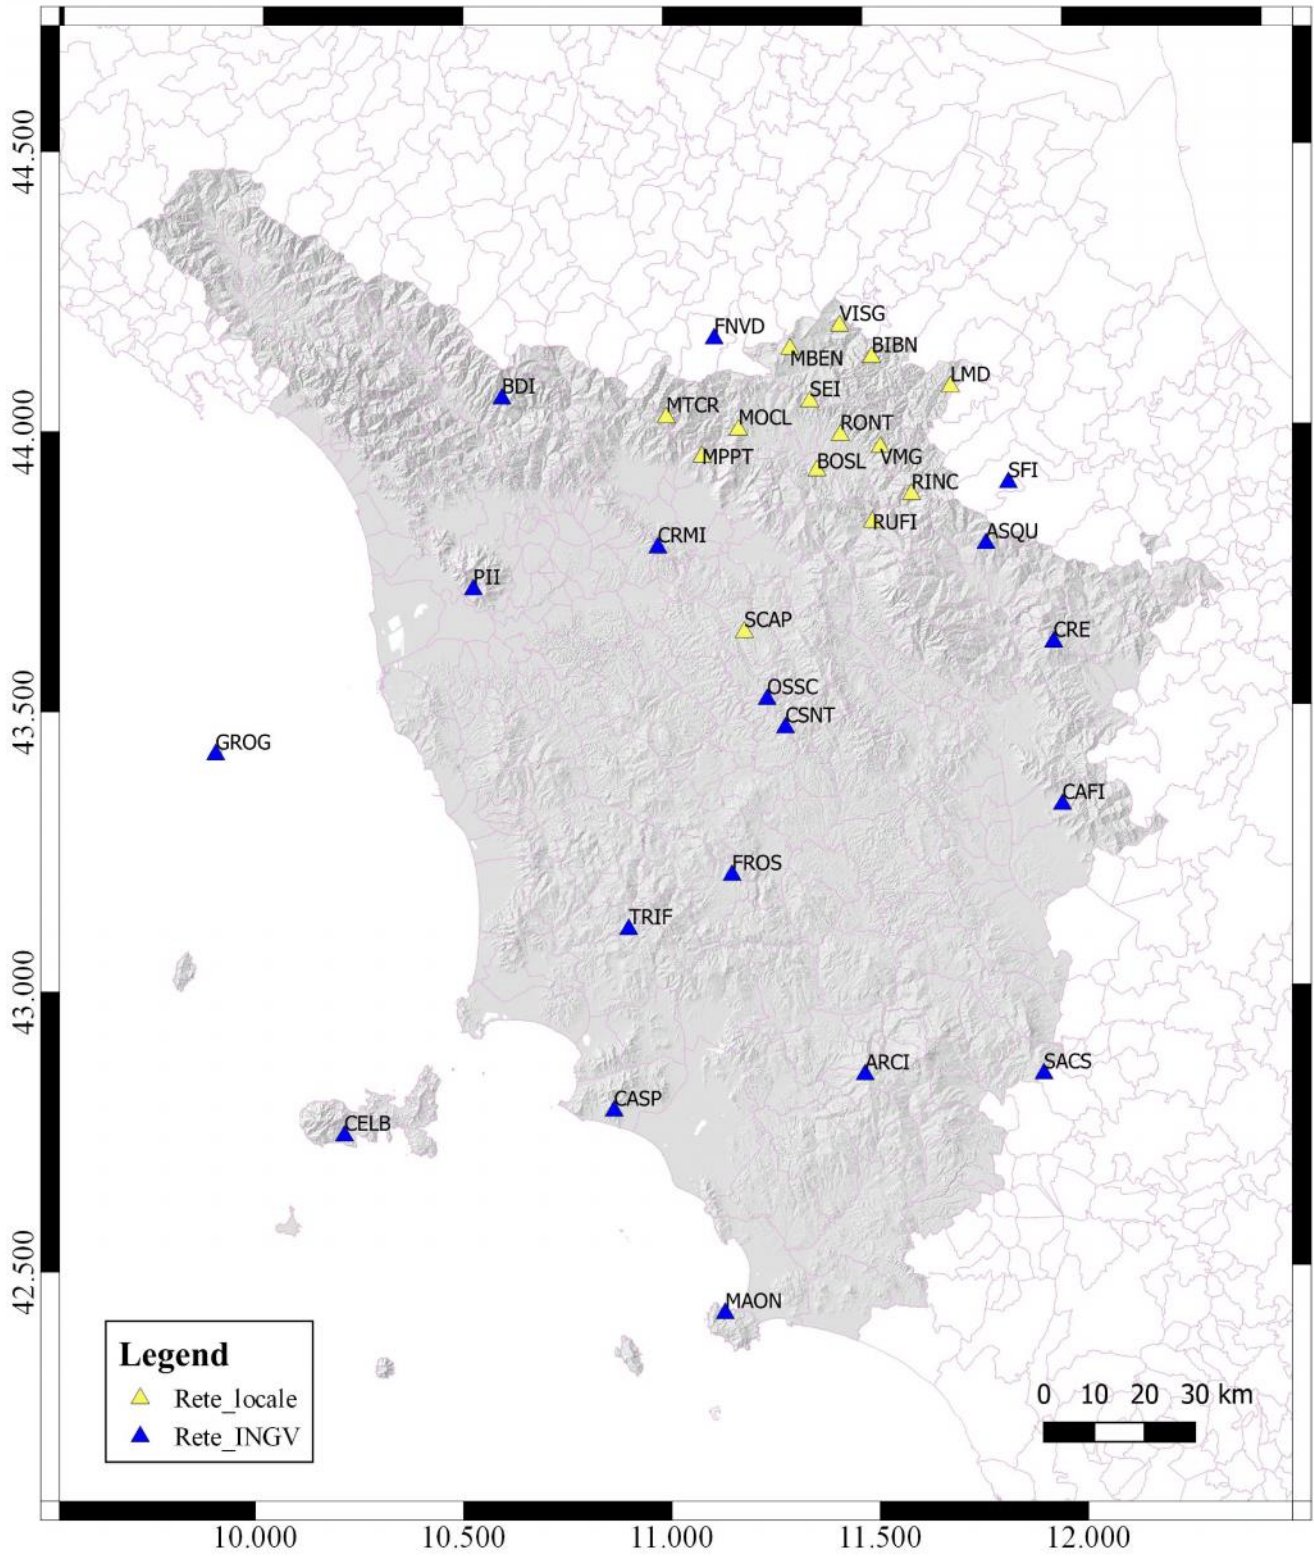 44.500
VISG
FNVD
BIBN
MBEN
LMD
BDI
SEI
MTCR
MOCL
44.000
RONT
MPPT
BOSL
VMG
SFI
RINC
RUFI
CRMI
ASQU
PII
SCAP
CRE
OSSC
43.500
CSNT
GROG
CAFI
FROS
TRIF
43.000
ARCI
SACS
CASP
CELB
42.500
MAON
Legend
Rete_locale
Rete_INGV
0 10 20 30 km
10.000 10.500 11.000 11.500 12.000